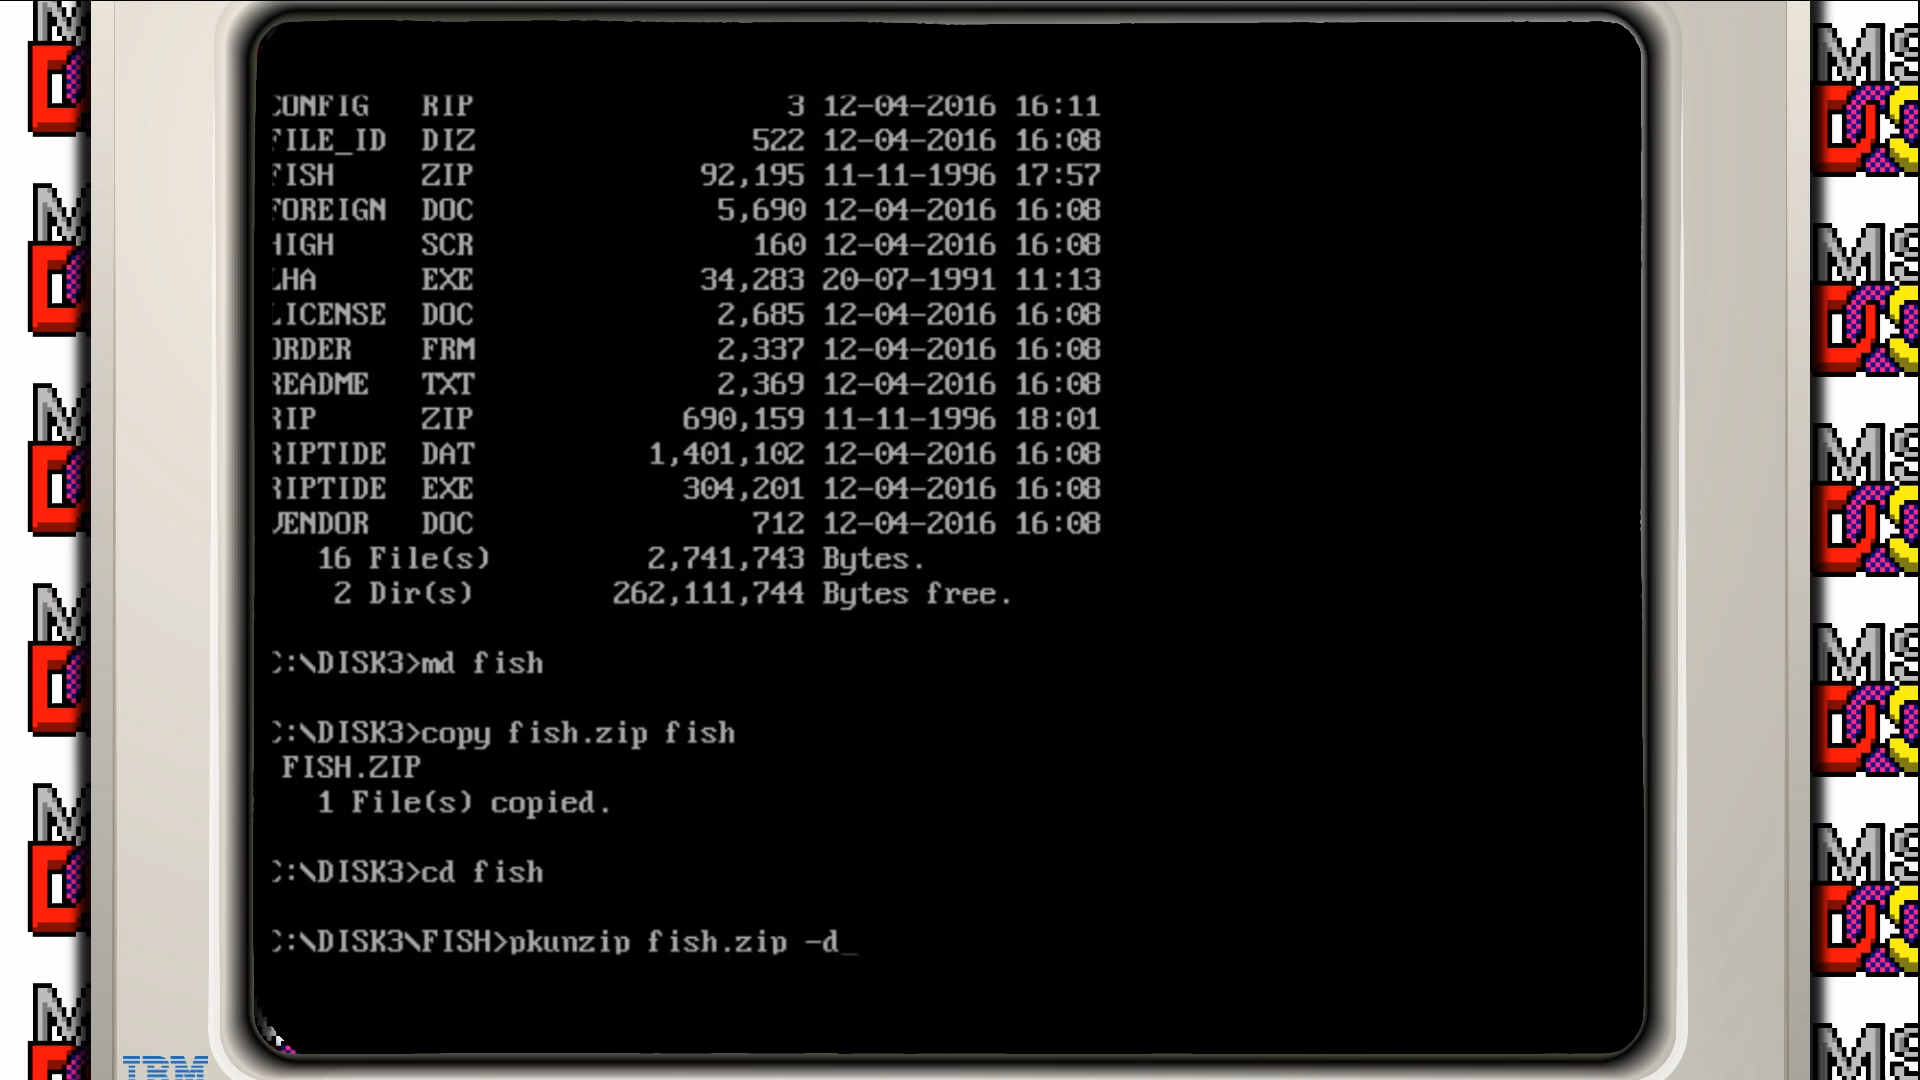 CONFIG RIP 3 12-04-2016 16:11
FILE_ID DIZ 522 12-04-2016 16:08
FISH ZIP 92,195 11-11-1996 17:57
FOREIGN DOC 5,690 12-04-2016 16:08
HIGH SCR 160 12-04-2016 16:08
LHA EXE 34,283 20-07-1991 11:13
LICENSE DOC 2,685 12-04-2016 16:08
ORDER FRM 2,337 12-04-2016 16:08
README TXT 2,369 12-04-2016 16:08
RIP ZIP 690,159 11-11-1996 18:01
RIPTIDE DAT 1,401,102 12-04-2016 16:08
RIPTIDE EXE 304,201 12-04-2016 16:08
VENDOR DOC 712 12-04-2016 16:08
16 File(s) 2,741,743 Bytes.
2 Dir(s) 262,111,744 Bytes free.
C:\DISK3>md fish
C:\DISK3>copy fish.zip fish
FISH.ZIP
1 File(s) copied.
C:\DISK3>cd fish
C:\DISK3\FISH>pkunzip fish.zip -d_
IBM